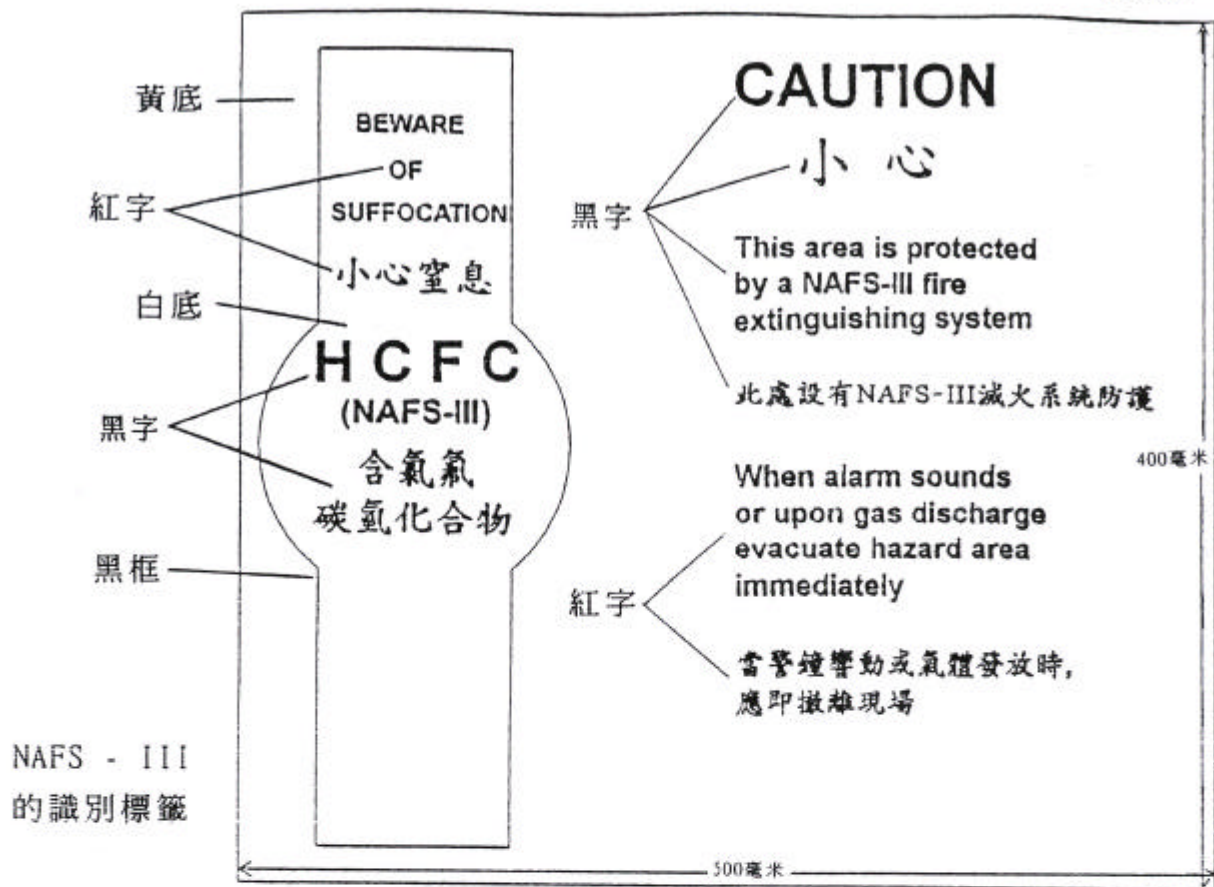 黃底
紅字
白底
黑字
黑框
BEWARE
OF
SUFFOCATION
小心窒息
H C F C
(NAFS-III)
含氯氟
碳氫化合物
CAUTION
小心
黑字
This area is protected
by a NAFS-III fire
extinguishing system
此處設有NAFS-III滅火系統防護
紅字
When alarm sounds
or upon gas discharge
evacuate hazard area
immediately
當警鐘響動或氣體發放時,
應即撤離現場
400毫米
500毫米
NAFS - III
的識別標籤